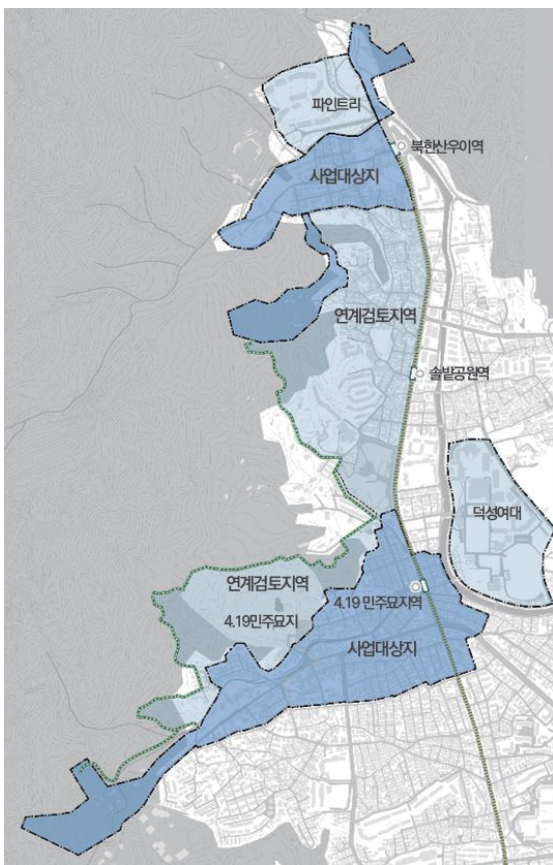 파인트리
북한산우이역
사업대상지
연계검토지역
솔밭공원역
덕성여대
연계검토지역
4.19민주묘지
4.19 민주묘지역
사업대상지